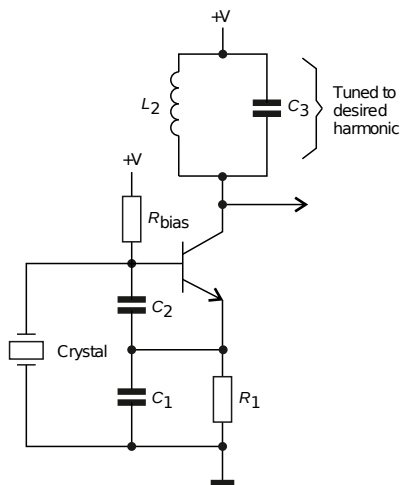 +V
L2
C3
Tuned to
desired
harmonic
+V
Rbias
C2
Crystal
C1
R1